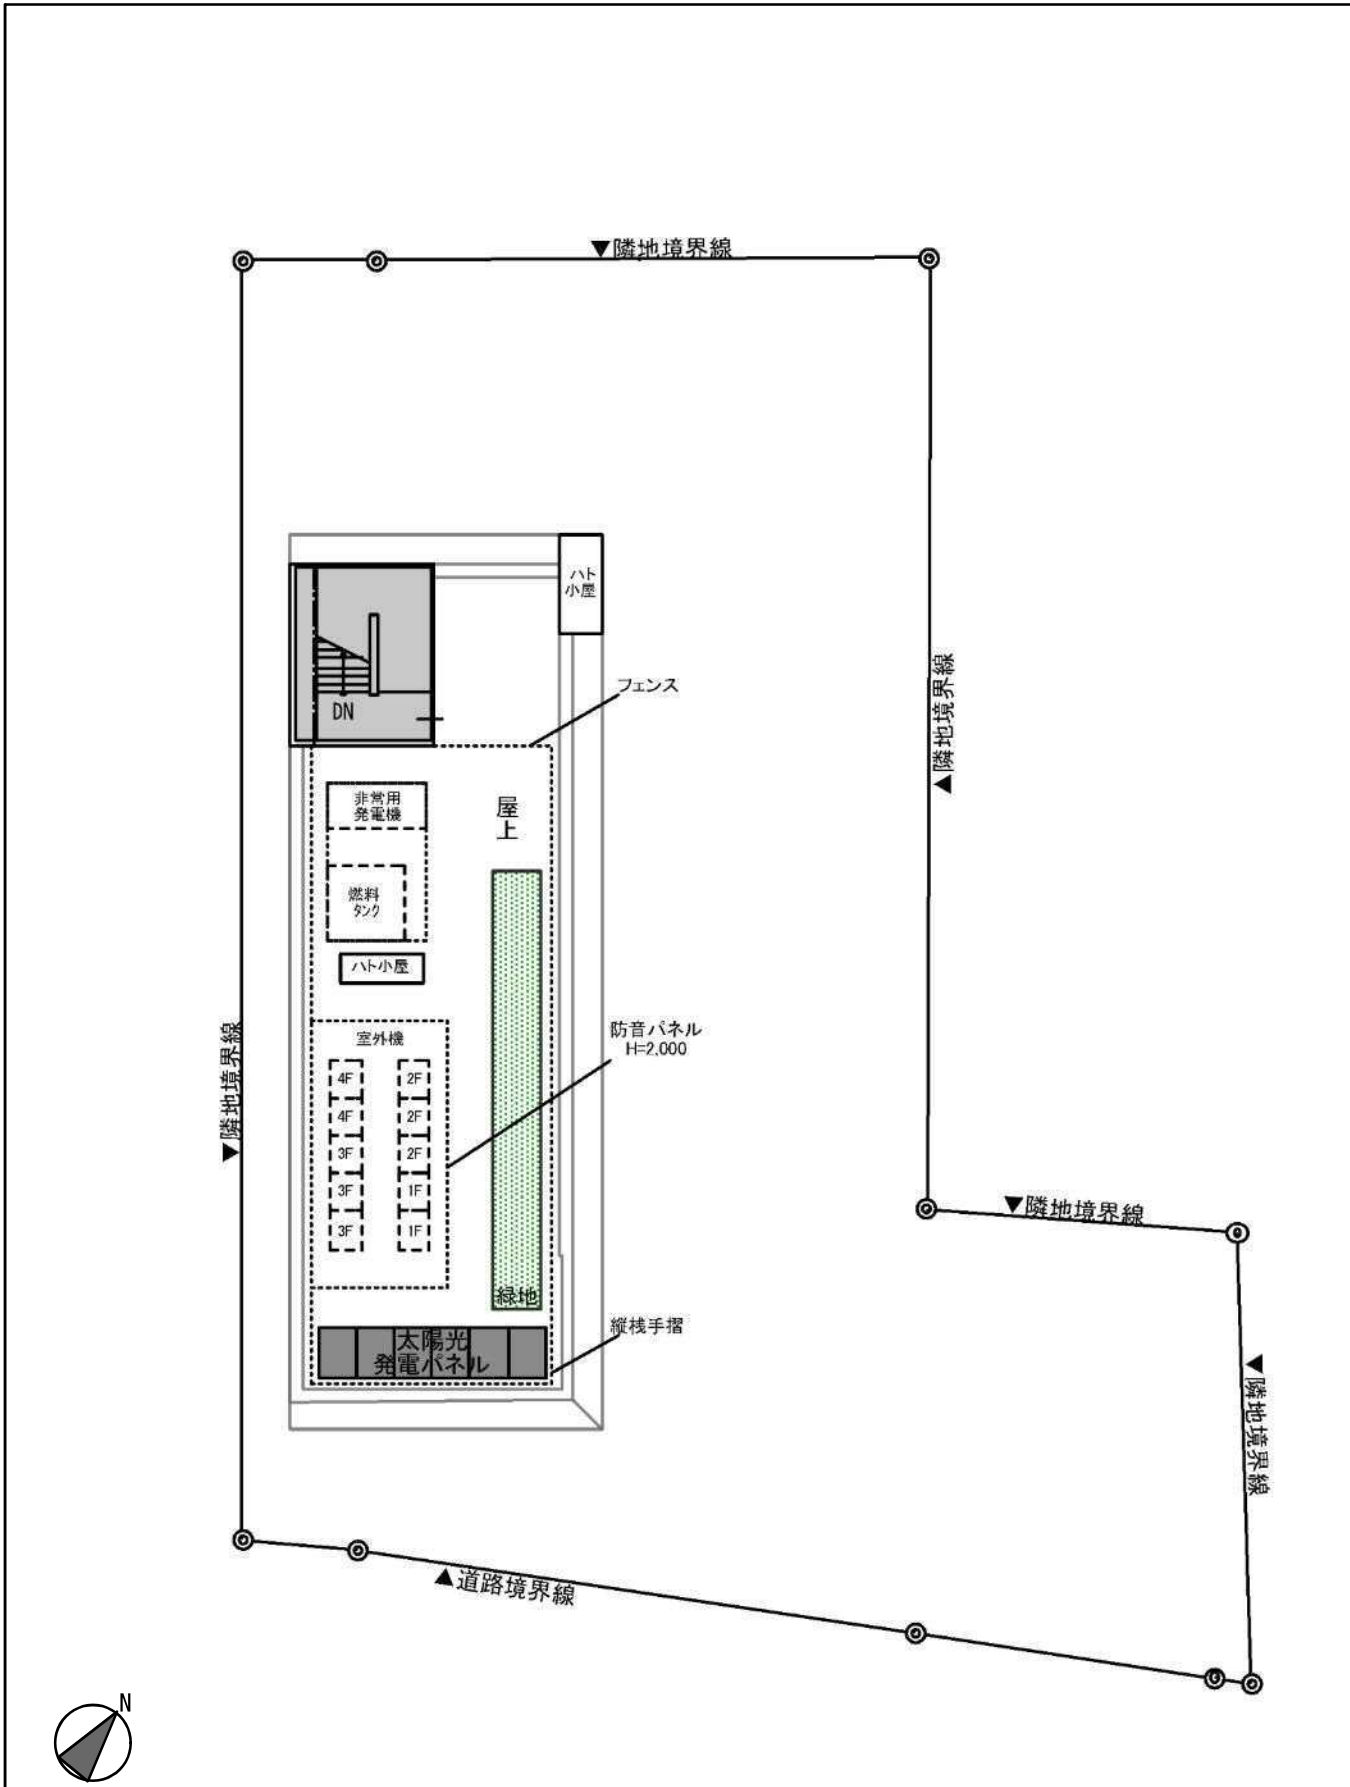 ▼隣地境界線
ハト
小屋
フェンス
DN
▲隣地境界線
非常用
発電機
屋上
燃料
タンク
ハト小屋
▼隣地境界線
防音パネル
H=2,000
室外機
4F 2F
4F 2F
3F 2F
3F 1F
3F 1F
▼隣地境界線
緑地
縦桟手摺
太陽光
発電パネル
▲隣地境界線
▲道路境界線
N